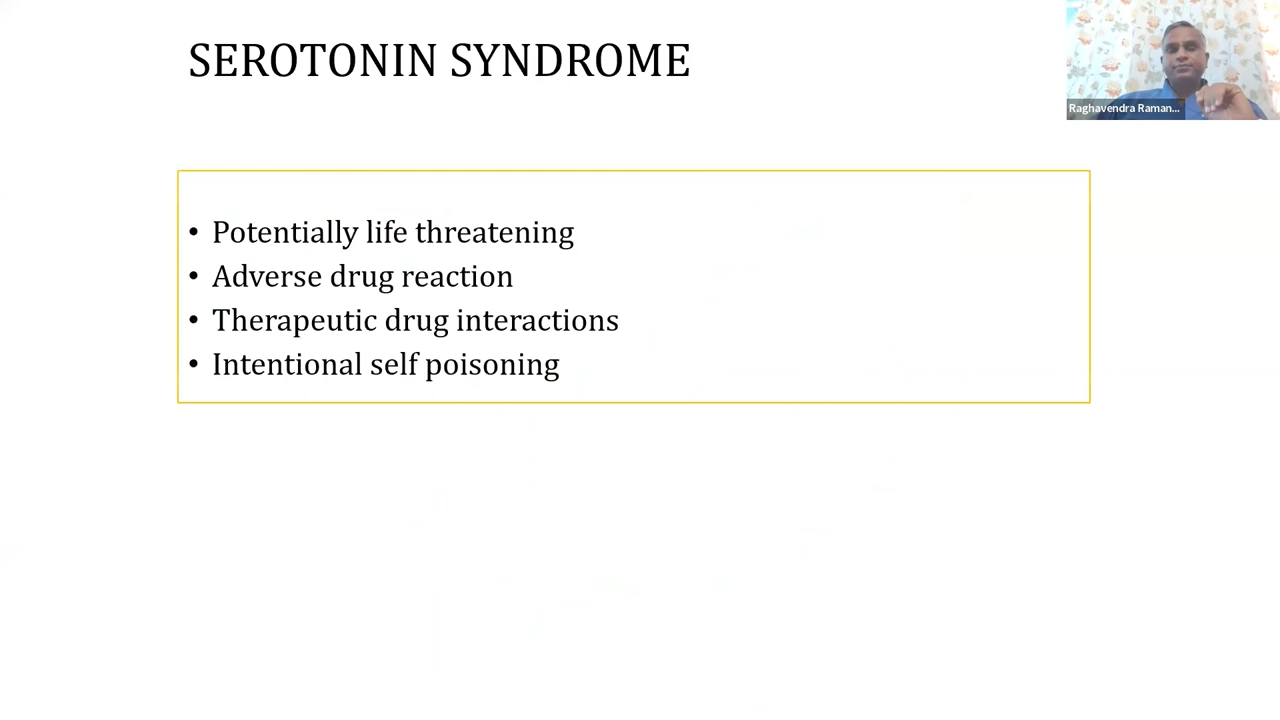 SEROTONIN SYNDROME
Raghavendra Raman...
• Potentially life threatening
• Adverse drug reaction
• Therapeutic drug interactions
• Intentional self poisoning